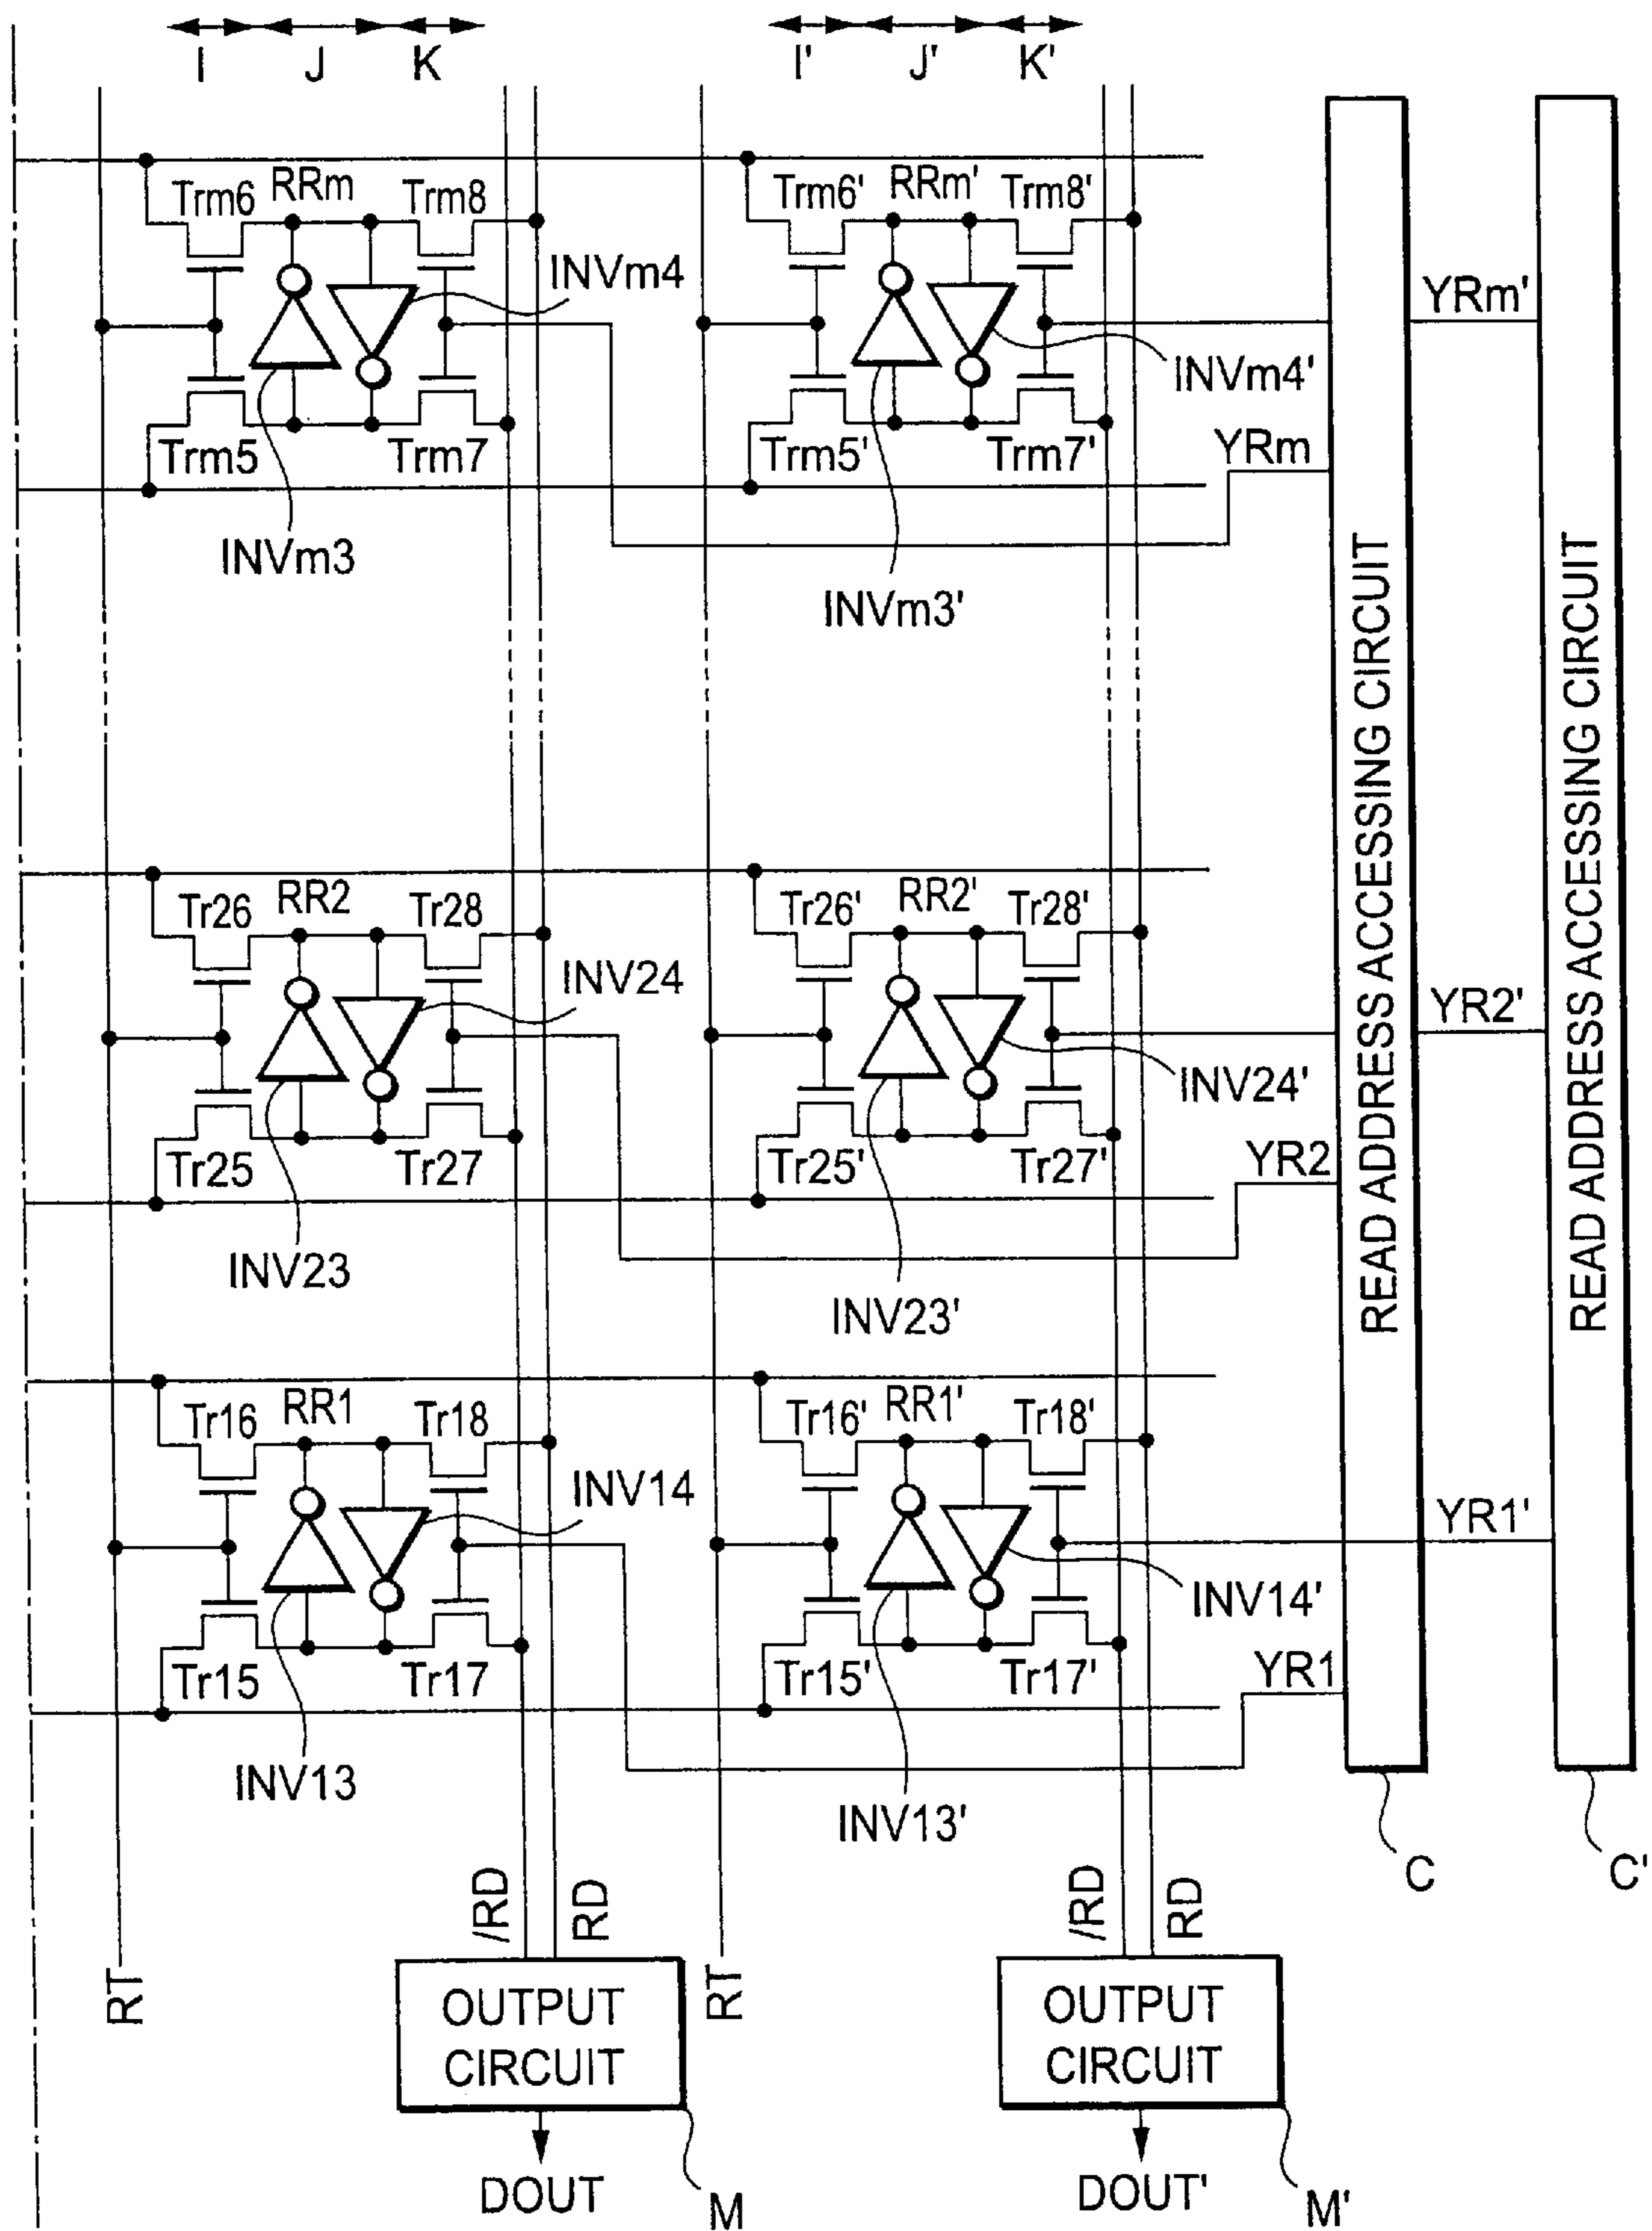 I J K I' J' K'
Trm6 RRm Trm8 Trm6' RRm' Trm8'
INVm4
YRm'
INVm4'
Trm5 Trm7 Trm5' Trm7' YRm
INVm3
INVm3'
READ ADDRESS ACCESSING CIRCUIT
READ ADDRESS ACCESSING CIRCUIT
Tr26 RR2 Tr28 Tr26' RR2' Tr28'
INV24
YR2'
INV24'
Tr25 Tr27 Tr25' Tr27' YR2
INV23
INV23'
Tr16 RR1 Tr18 Tr16' RR1' Tr18'
INV14
YR1'
INV14'
Tr15 Tr17 Tr15' Tr17' YR1
INV13
INV13'
C C'
/RD RD /RD RD
RT RT
OUTPUT
CIRCUIT
OUTPUT
CIRCUIT
DOUT M DOUT' M'